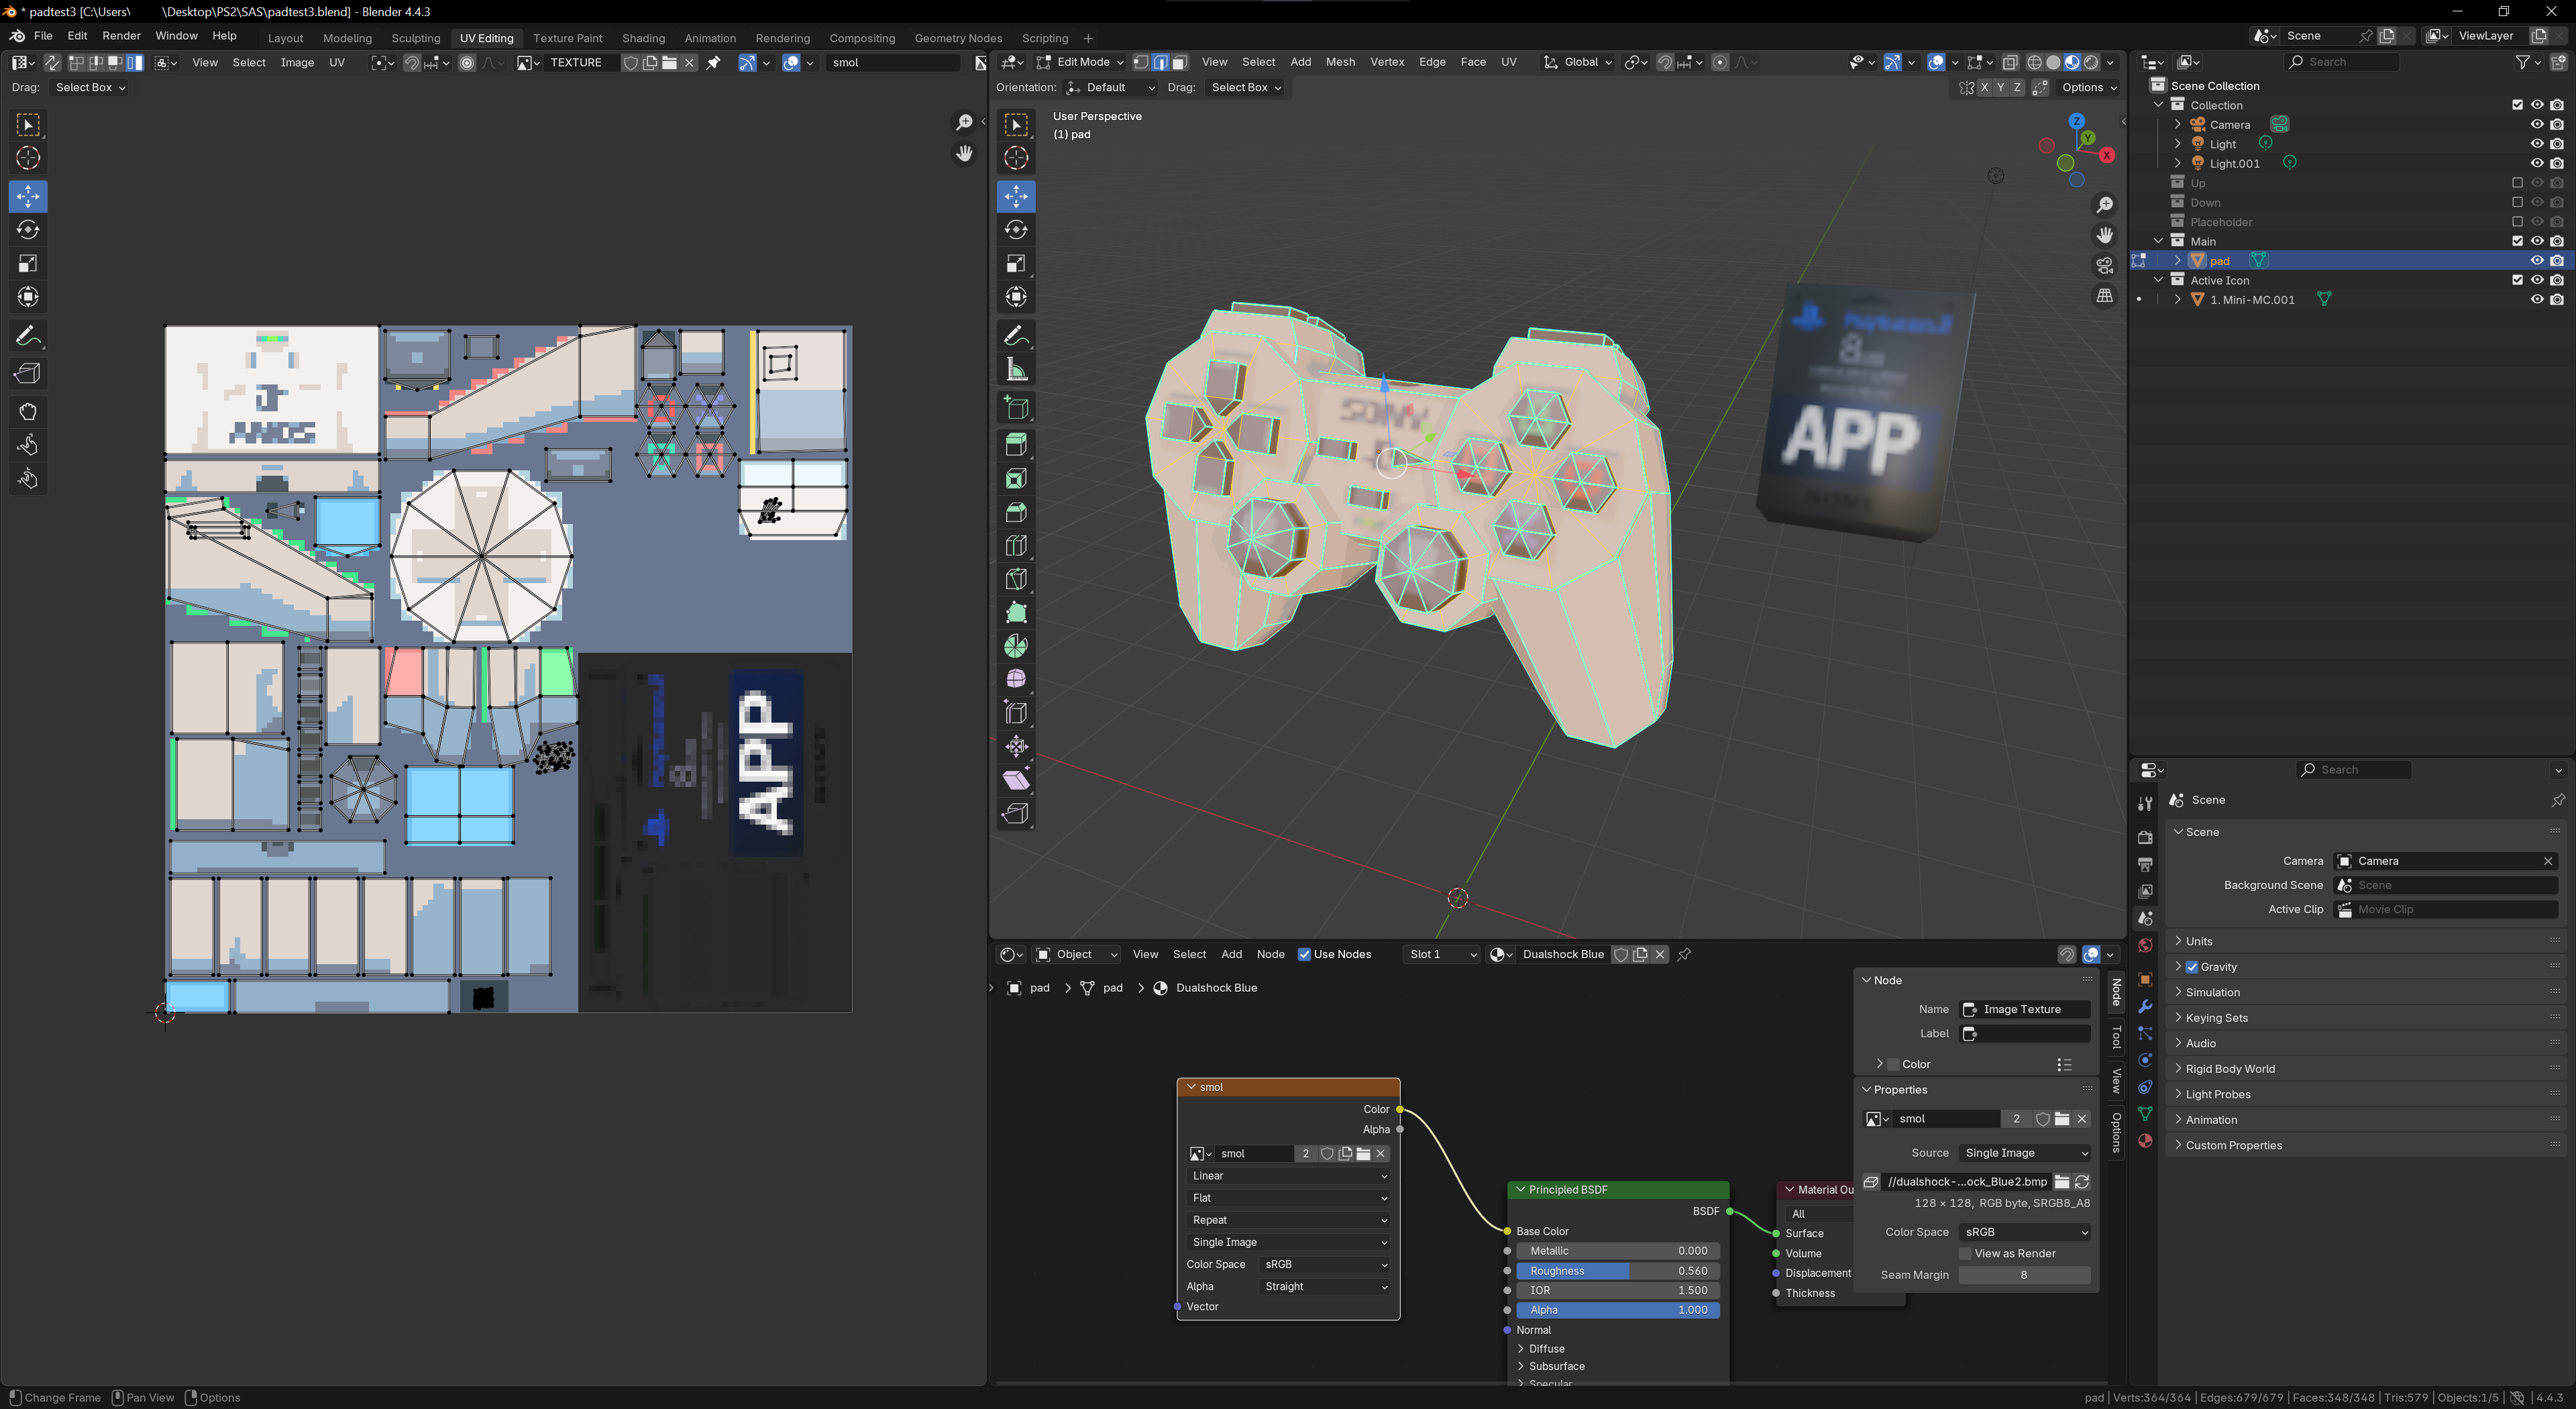 * padtest3 [C:\Users\ \Desktop\PS2\SAS\padtest3.blend] - Blender 4.4.3
File Edit Render Window Help Layout Modeling Sculpting UV Editing Texture Paint Shading Animation Rendering Compositing Geometry Nodes Scripting + Scene ViewLayer
View Select Image UV TEXTURE smol
Drag: Select Box
Edit Mode View Select Add Mesh Vertex Edge Face UV Global
Orientation: Default Drag: Select Box X Y Z Options
User Perspective
(1) pad
Z
Y
X
SONY
8
APP
APP
Search
Scene Collection
Collection
Camera
Light
Light.001
Up
Down
Placeholder
Main
pad
Active Icon
1. Mini-MC.001
Search
Scene
Scene
Camera Camera
Background Scene Scene
Active Clip Movie Clip
Units
Gravity
Simulation
Keying Sets
Audio
Rigid Body World
Light Probes
Animation
Custom Properties
Object View Select Add Node Use Nodes Slot 1 Dualshock Blue
pad pad Dualshock Blue
smol
Color
Alpha
smol 2
Linear
Flat
Repeat
Single Image
Color Space sRGB
Alpha Straight
Vector
Principled BSDF
BSDF
Base Color
Metallic 0.000
Roughness 0.560
IOR 1.500
Alpha 1.000
Normal
Diffuse
Subsurface
Specular
Material Ou
All
Surface
Volume
Displacement
Thickness
Node
Name Image Texture
Label
Color
Properties
smol 2
Source Single Image
//dualshock-...ock_Blue2.bmp
128 × 128, RGB byte, SRGB8_A8
Color Space sRGB
View as Render
Seam Margin 8
Node
Tool
View
Options
Change Frame Pan View Options
pad | Verts:364/364 | Edges:679/679 | Faces:348/348 | Tris:579 | Objects:1/5 | 4.4.3